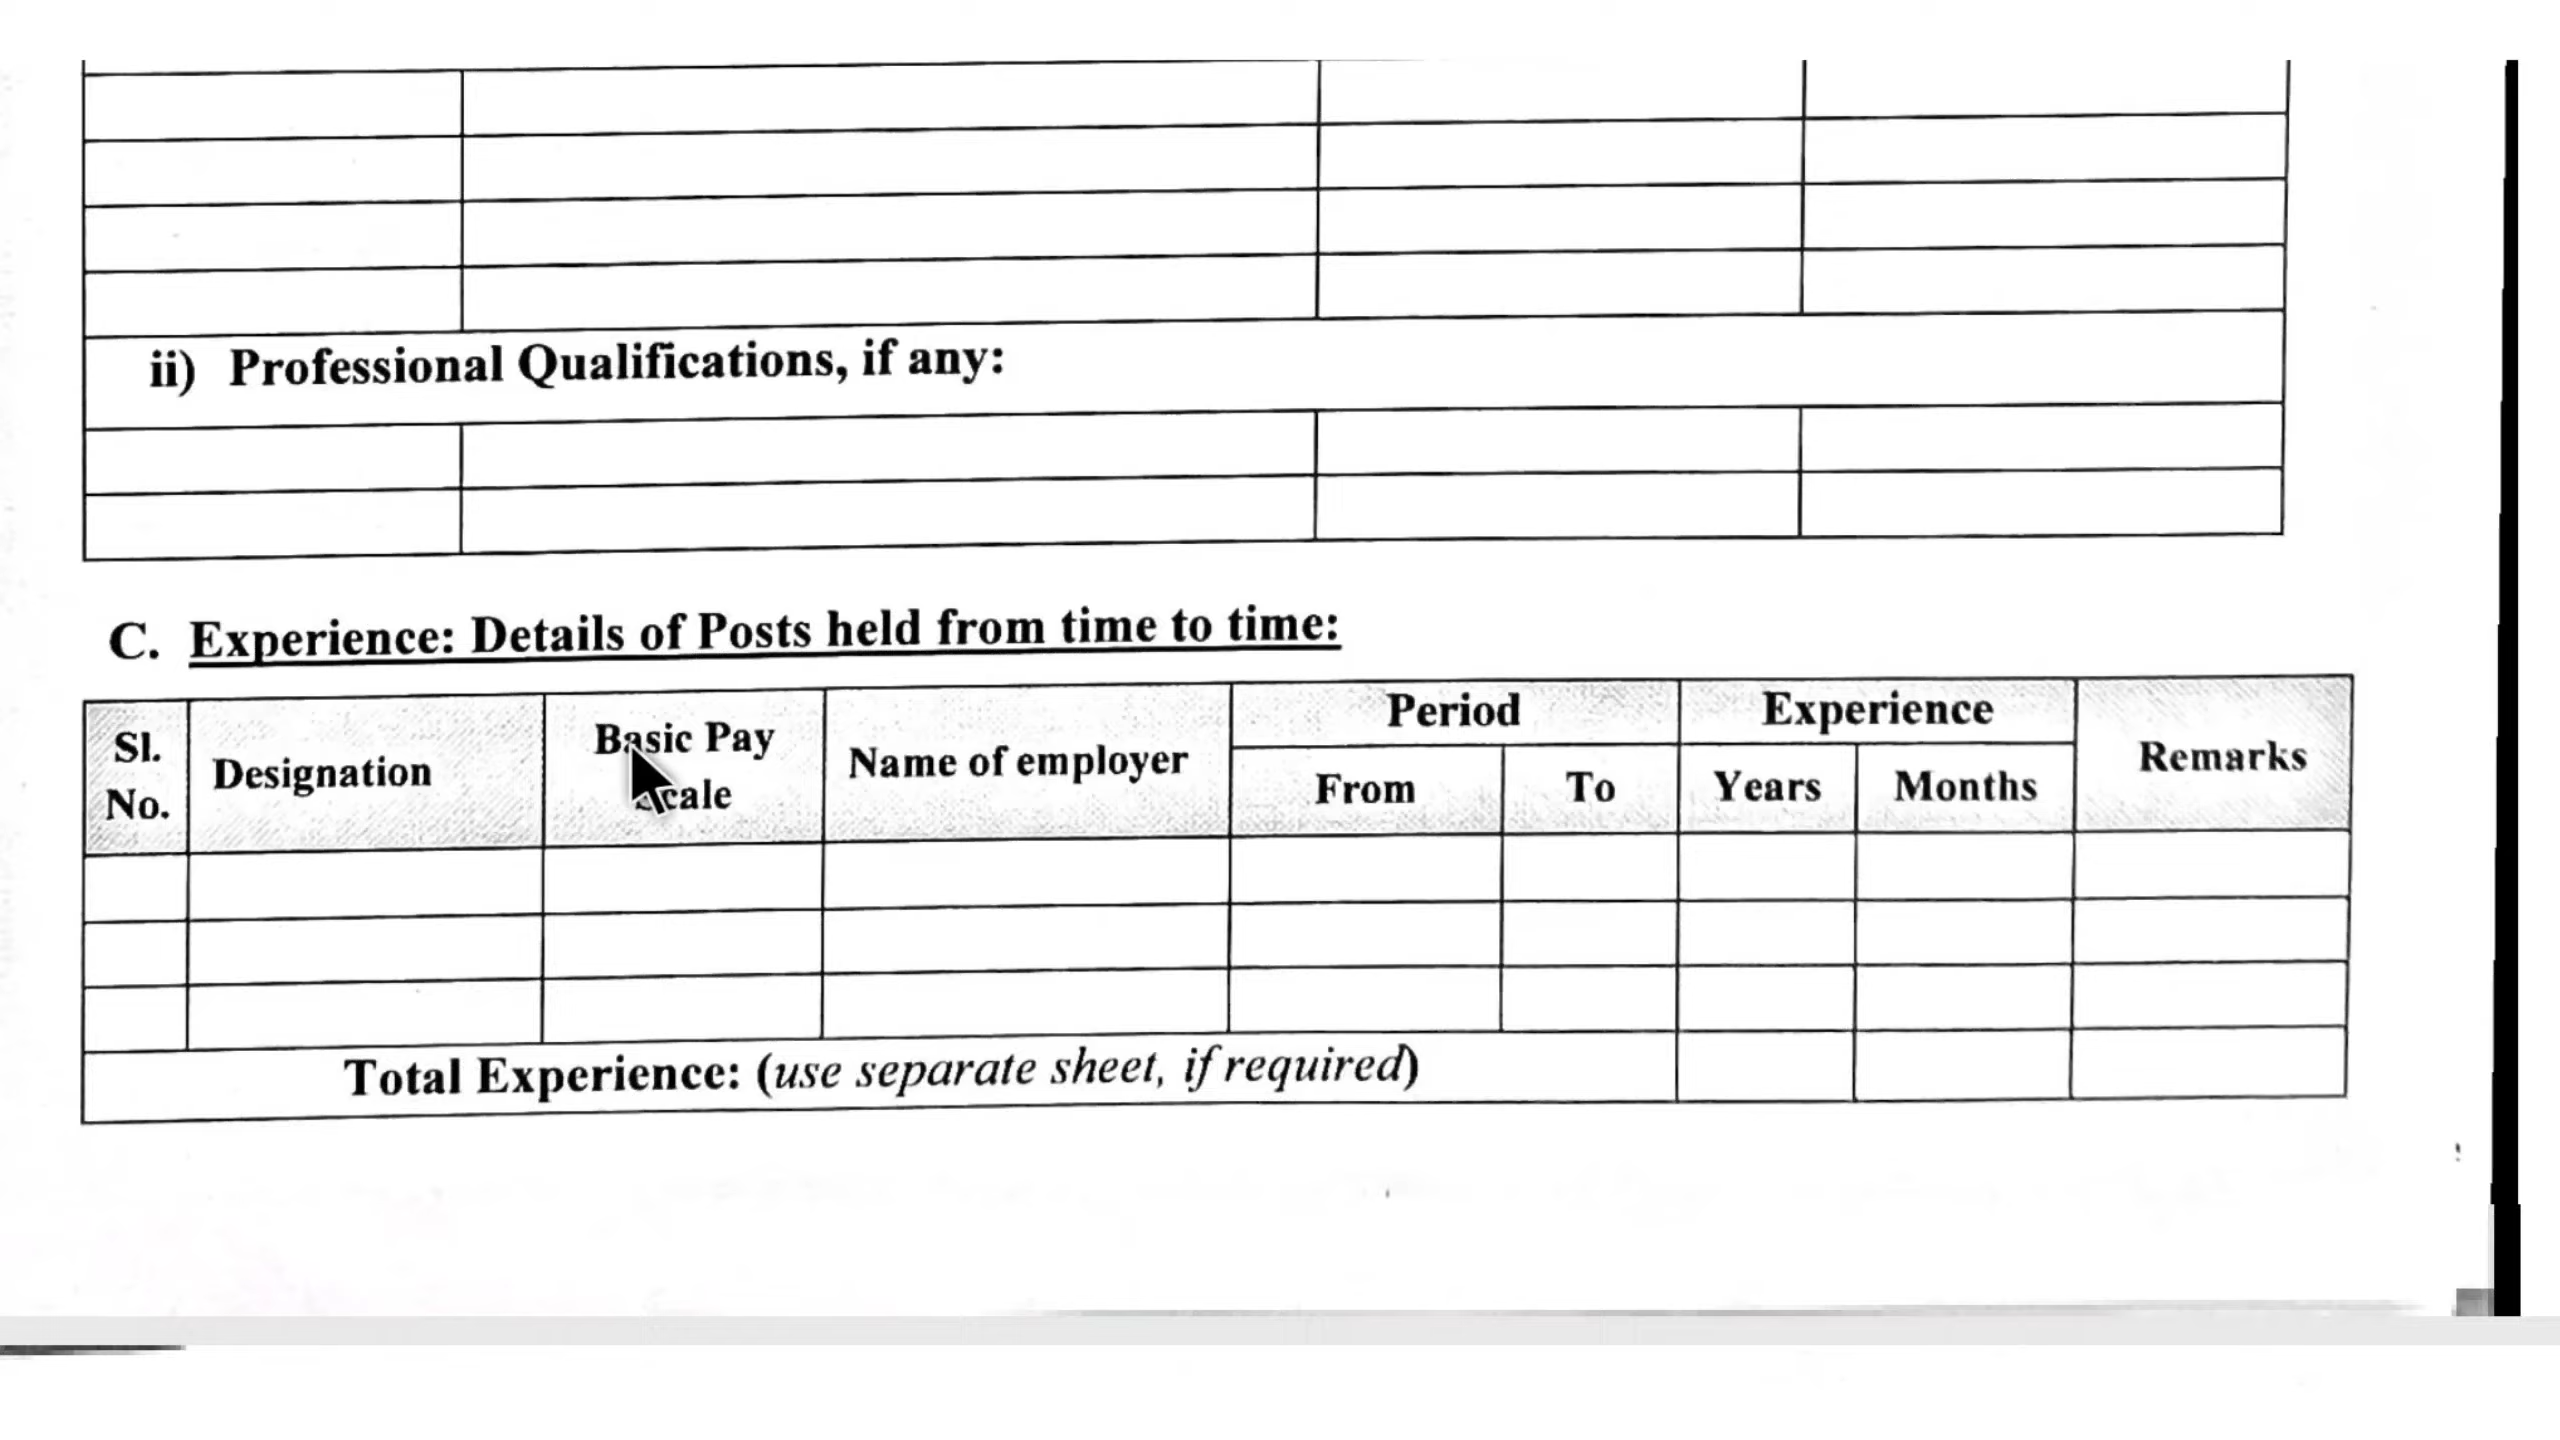 ii) Professional Qualifications, if any:
C. Experience: Details of Posts held from time to time:
Sl. No.
Designation
Basic Pay
Name of employer
Period
From
To
Experience
Years
Months
Remarks
Total Experience: (use separate sheet, if required)